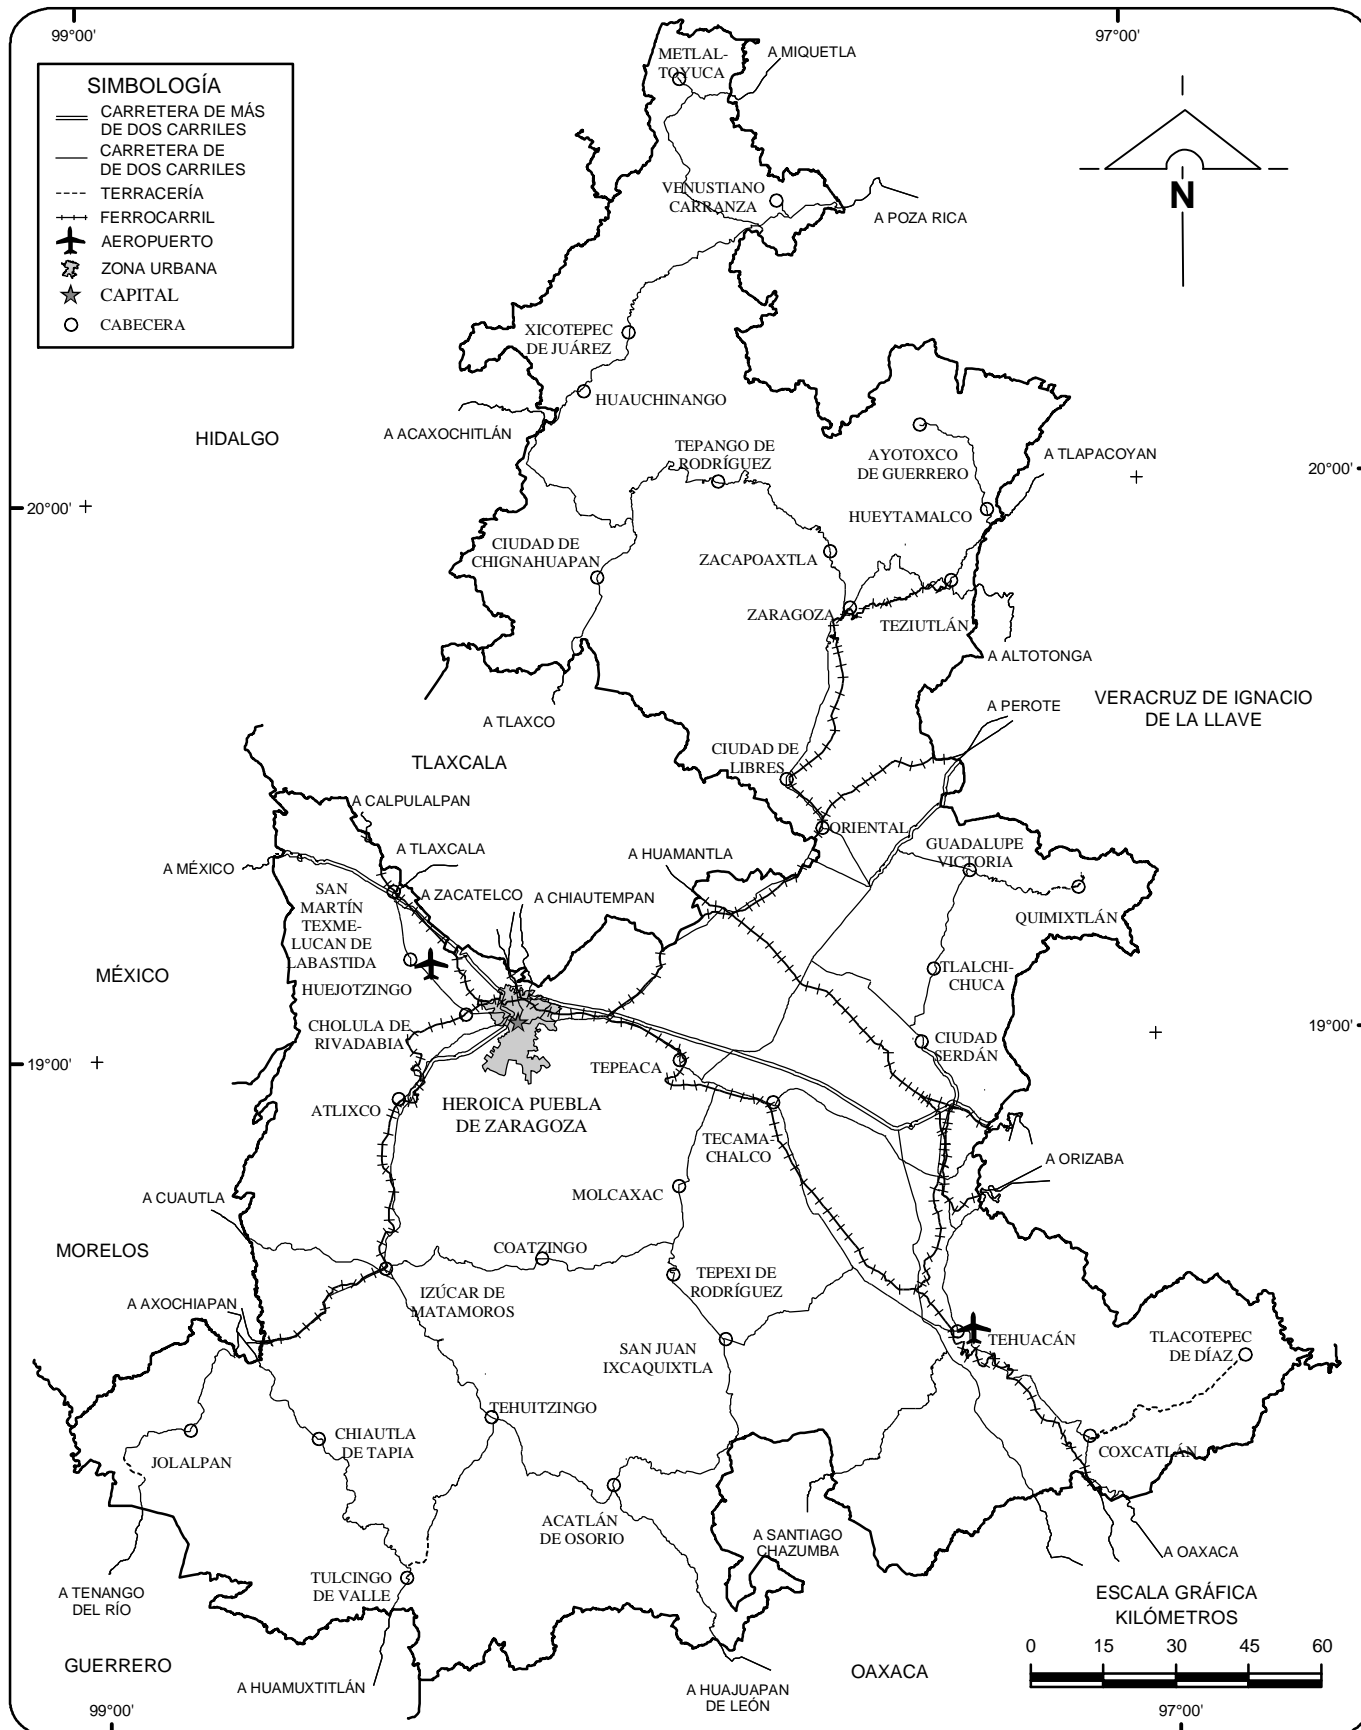 99°00'
97°00'
SIMBOLOGÍA
CARRETERA DE MÁS
DE DOS CARRILES
CARRETERA DE
DE DOS CARRILES
TERRACERÍA
FERROCARRIL
AEROPUERTO
ZONA URBANA
CAPITAL
CABECERA
METLAL-
TOYUCA
A MIQUETLA
VENUSTIANO
CARRANZA
A POZA RICA
N
XICOTEPEC
DE JUÁREZ
HUAUCHINANGO
HIDALGO
A ACAXOCHITLÁN
TEPANGO DE
RODRÍGUEZ
AYOTOXCO
DE GUERRERO
A TLAPACOYAN
20°00'
20°00'
HUEYTAMALCO
CIUDAD DE
CHIGNAHUAPAN
ZACAPOAXTLA
ZARAGOZA
TEZIUTLÁN
A ALTOTONGA
A TLAXCO
A PEROTE
VERACRUZ DE IGNACIO
DE LA LLAVE
TLAXCALA
CIUDAD DE
LIBRES
A CALPULALPAN
ORIENTAL
A MÉXICO
A TLAXCALA
A HUAMANTLA
GUADALUPE
VICTORIA
A ZACATELCO
A CHIAUTEMPAN
SAN
MARTÍN
TEXME-
LUCAN DE
LABASTIDA
QUIMIXTLÁN
MÉXICO
HUEJOTZINGO
TLALCHI-
CHUCA
CHOLULA DE
RIVADABIA
CIUDAD
SERDÁN
19°00'
19°00'
TEPEACA
ATLIXCO
HEROICA PUEBLA
DE ZARAGOZA
TECAMA-
CHALCO
A ORIZABA
A CUAUTLA
MOLCAXAC
MORELOS
COATZINGO
IZÚCAR DE
MATAMOROS
TEPEXI DE
RODRÍGUEZ
A AXOCHIAPAN
SAN JUAN
IXCAQUIXTLA
TEHUACÁN
TLACOTEPEC
DE DÍAZ
TEHUITZINGO
JOLALPAN
CHIAUTLA
DE TAPIA
COXCATLÁN
ACATLÁN
DE OSORIO
A SANTIAGO
CHAZUMBA
A OAXACA
A TENANGO
DEL RÍO
TULCINGO
DE VALLE
ESCALA GRÁFICA
KILÓMETROS
0 15 30 45 60
GUERRERO
A HUAMUXTITLÁN
A HUAJUAPAN
DE LEÓN
OAXACA
99°00'
97°00'